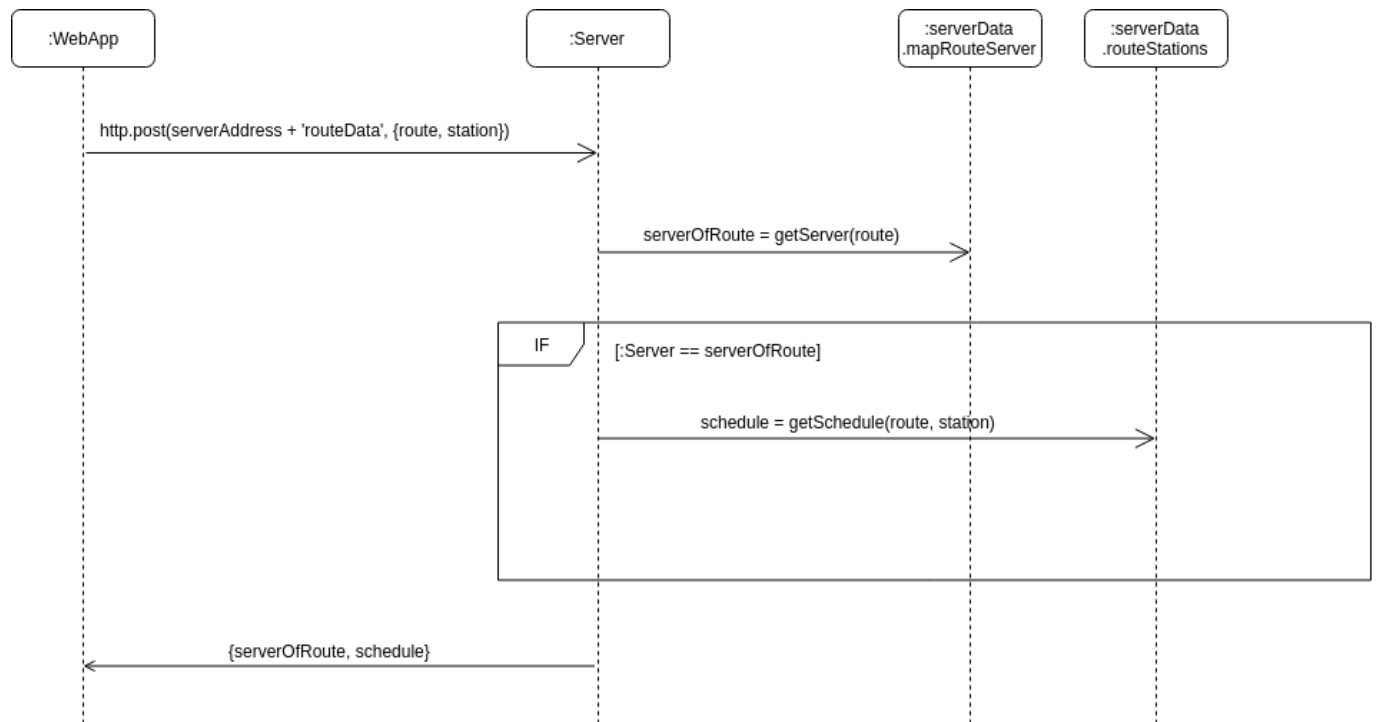 :WebApp
:Server
:serverData
.mapRouteServer
:serverData
.routeStations
http.post(serverAddress + 'routeData', {route, station})
serverOfRoute = getServer(route)
IF
[:Server == serverOfRoute]
schedule = getSchedule(route, station)
{serverOfRoute, schedule}